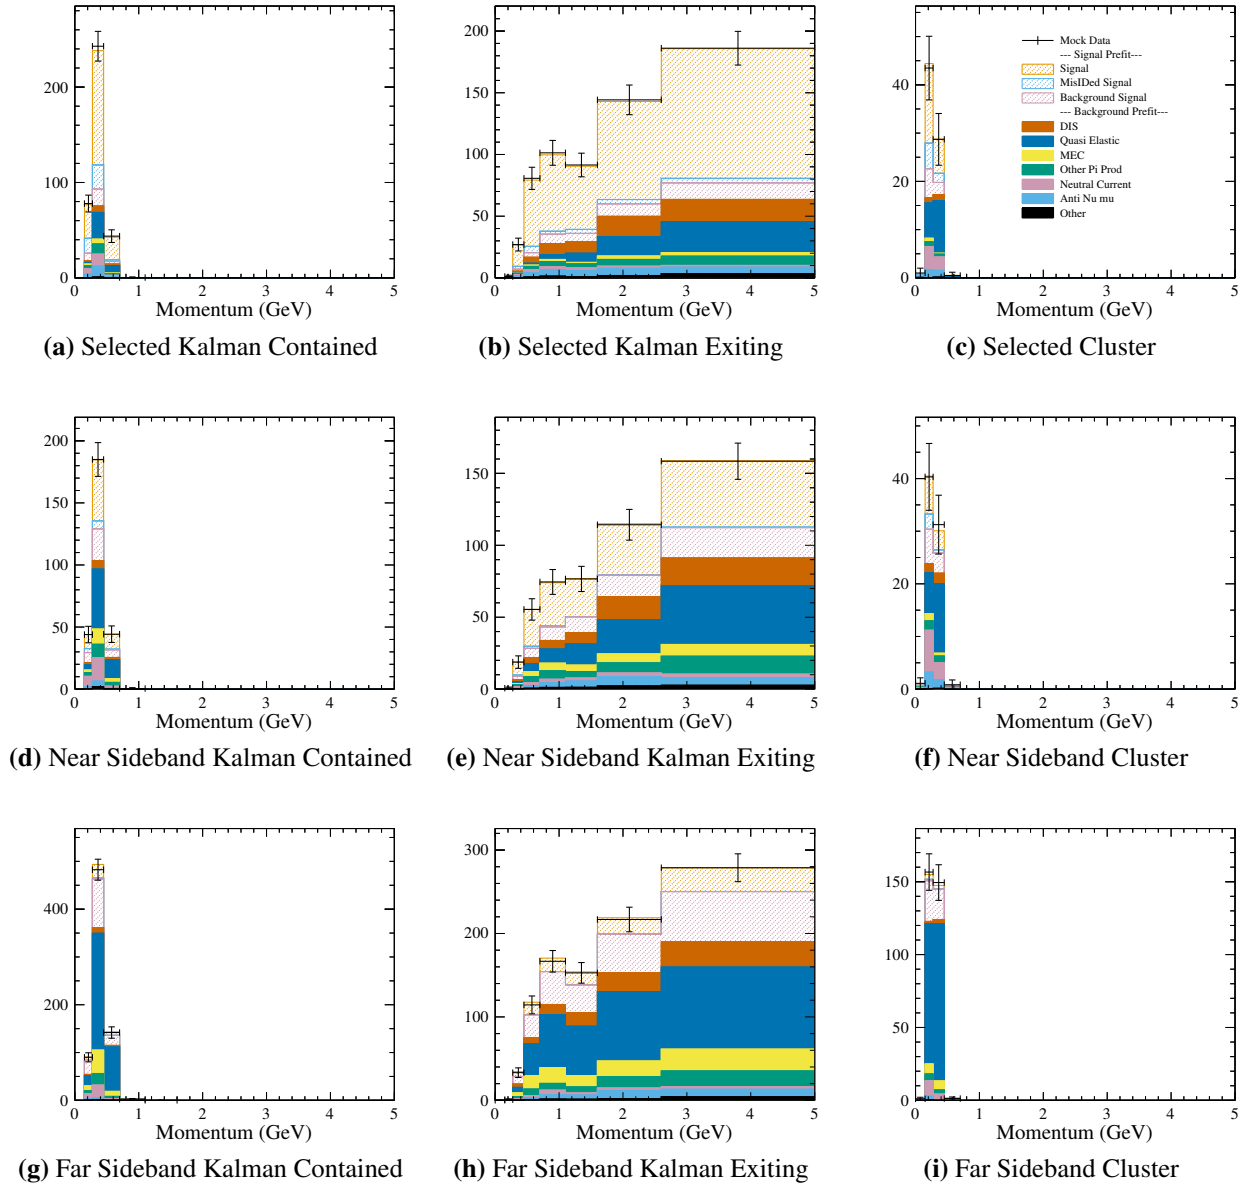 200
100
0
0 1 2 3 4 5
Momentum (GeV)
(a) Selected Kalman Contained
200
150
100
50
0
0 1 2 3 4 5
Momentum (GeV)
(b) Selected Kalman Exiting
40
20
0
0 1 2 3 4 5
Momentum (GeV)
Mock Data
--- Signal Prefit---
Signal
MisIDed Signal
Background Signal
--- Background Prefit---
DIS
Quasi Elastic
MEC
Other Pi Prod
Neutral Current
Anti Nu mu
Other
(c) Selected Cluster
200
150
100
50
0
0 1 2 3 4 5
Momentum (GeV)
(d) Near Sideband Kalman Contained
150
100
50
0
0 1 2 3 4 5
Momentum (GeV)
(e) Near Sideband Kalman Exiting
40
20
0
0 1 2 3 4 5
Momentum (GeV)
(f) Near Sideband Cluster
400
200
0
0 1 2 3 4 5
Momentum (GeV)
(g) Far Sideband Kalman Contained
300
200
100
0
0 1 2 3 4 5
Momentum (GeV)
(h) Far Sideband Kalman Exiting
150
100
50
0
0 1 2 3 4 5
Momentum (GeV)
(i) Far Sideband Cluster